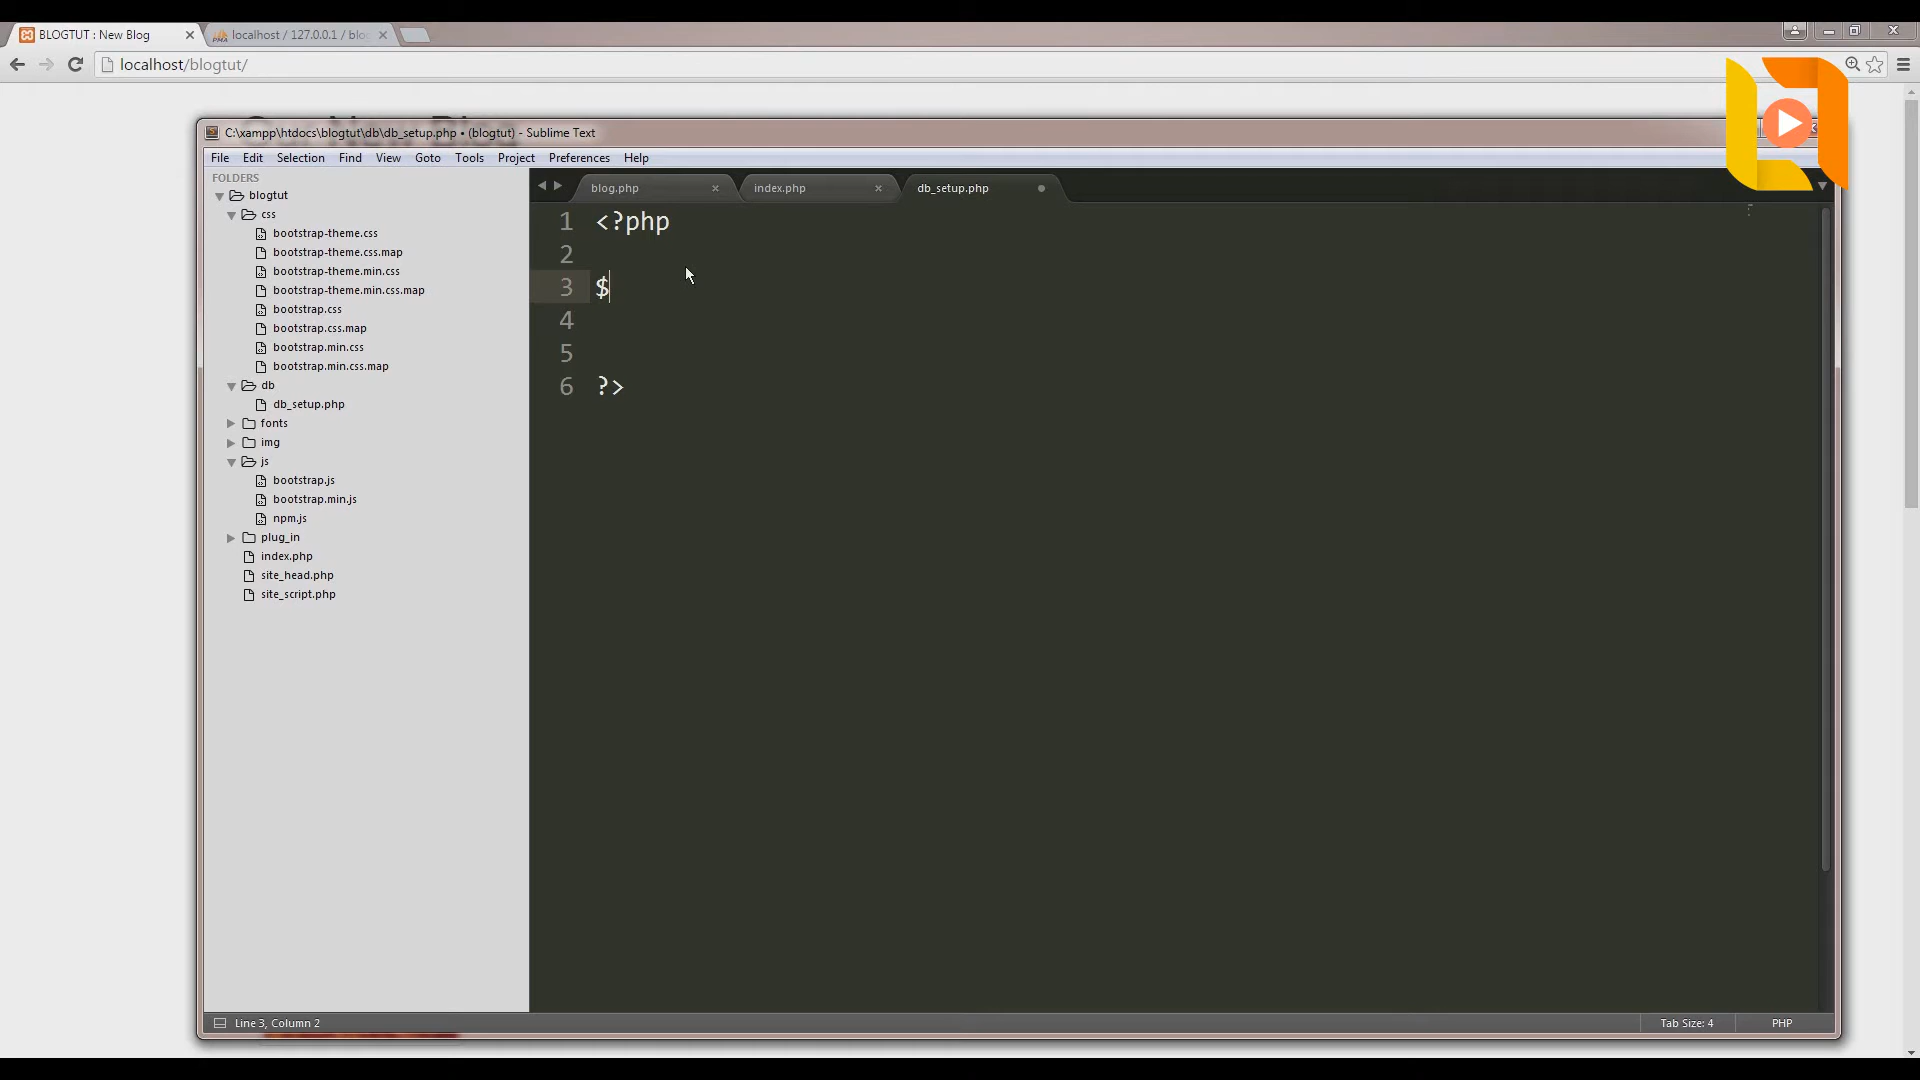 BLOGTUT : New Blog
localhost / 127.0.0.1 / blo
localhost/blogtut/
Our New Blog
C:\xampp\htdocs\blogtut\db\db_setup.php • (blogtut) - Sublime Text
File Edit Selection Find View Goto Tools Project Preferences Help
FOLDERS
blogtut
css
bootstrap-theme.css
bootstrap-theme.css.map
bootstrap-theme.min.css
bootstrap-theme.min.css.map
bootstrap.css
bootstrap.css.map
bootstrap.min.css
bootstrap.min.css.map
db
db_setup.php
fonts
img
js
bootstrap.js
bootstrap.min.js
npm.js
plug_in
index.php
site_head.php
site_script.php
blog.php index.php db_setup.php
1 <?php
2
3 $
4
5
6 ?>
Line 3, Column 2
Tab Size: 4 PHP